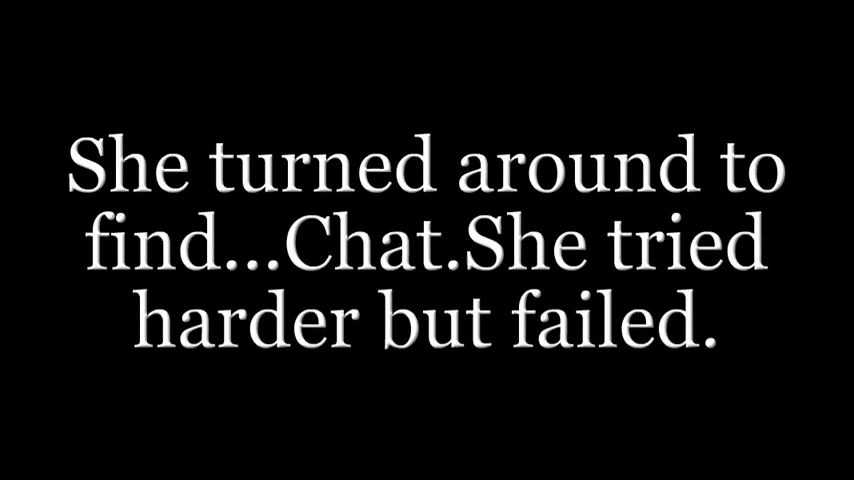 She turned around to
find...Chat.She tried
harder but failed.